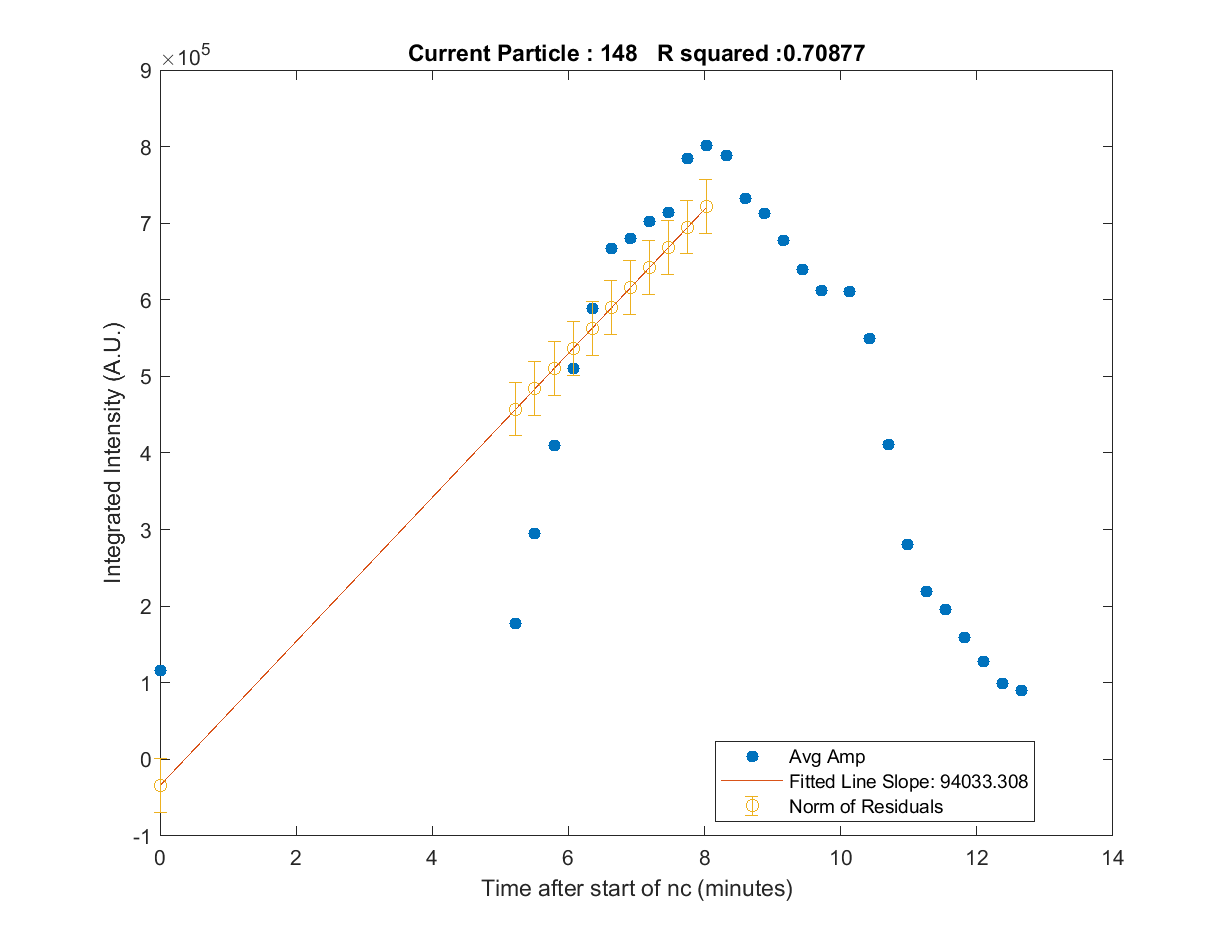 Current Particle : 148 R squared :0.70877
×10^5
9
8
7
6
5
4
3
2
1
0
-1
Integrated Intensity (A.U.)
0 2 4 6 8 10 12 14
Time after start of nc (minutes)
Avg Amp
Fitted Line Slope: 94033.308
Norm of Residuals